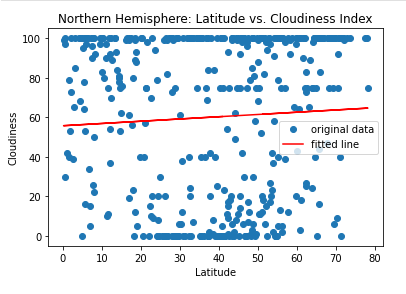 Northern Hemisphere: Latitude vs. Cloudiness Index
100
80
60
40
20
0
Cloudiness
original data
fitted line
0 10 20 30 40 50 60 70 80
Latitude